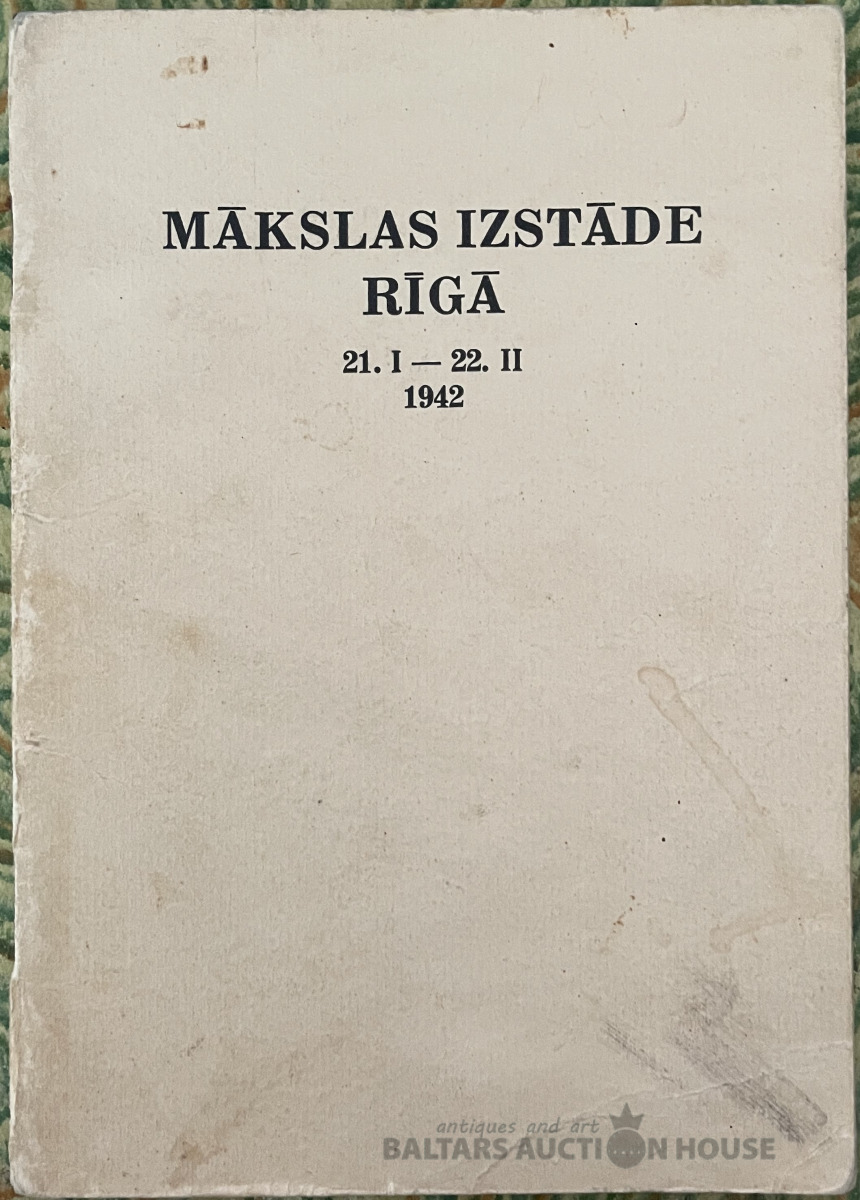 MĀKSLAS IZSTĀDE
RĪGĀ
21. I — 22. II
1942
antiques and art
BALTARS AUCTION HOUSE